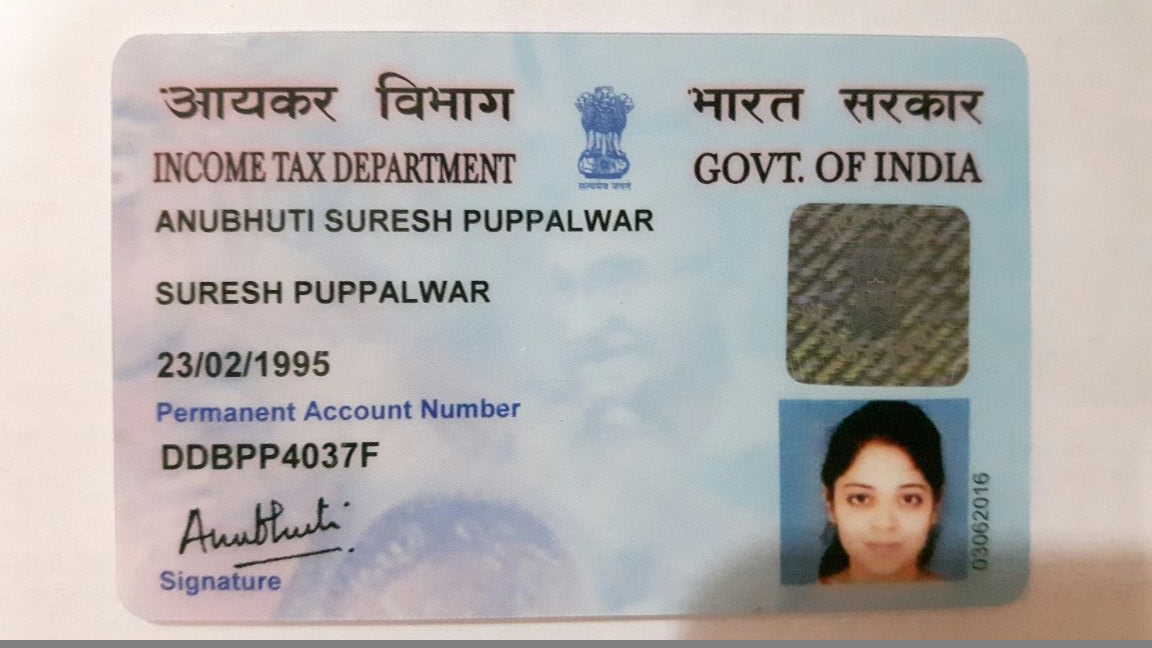 आयकर विभाग
भारत सरकार
INCOME TAX DEPARTMENT
GOVT. OF INDIA
सत्यमेव जयते
ANUBHUTI SURESH PUPPALWAR
SURESH PUPPALWAR
23/02/1995
Permanent Account Number
DDBPP4037F
Anubhuti
Signature
03062016